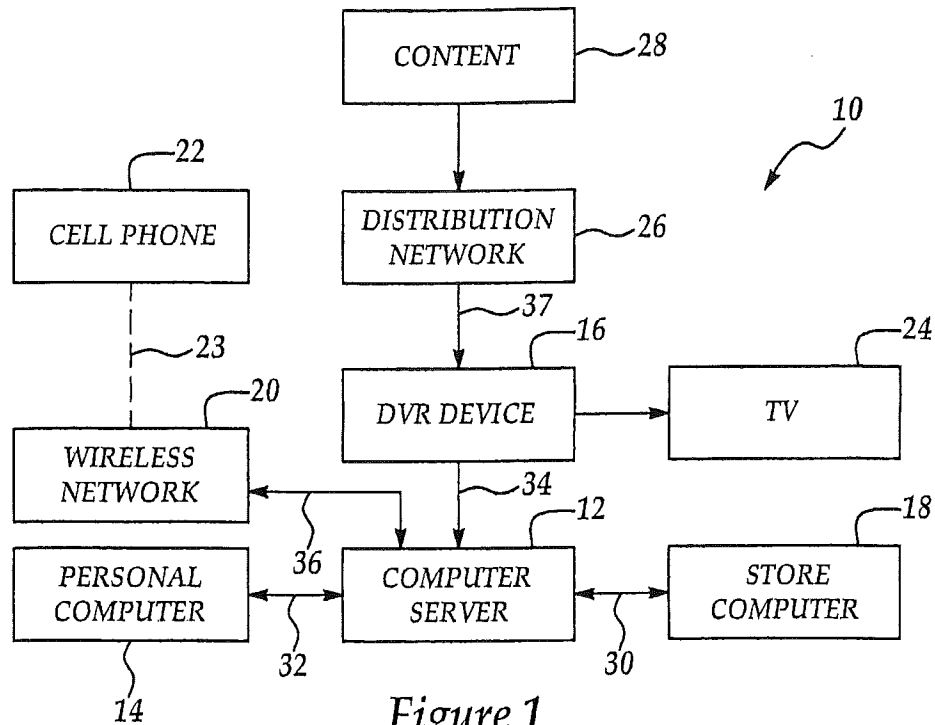 CONTENT
28
10
22
CELL PHONE
DISTRIBUTION
NETWORK
26
37
23
16
24
20
DVR DEVICE
TV
WIRELESS
NETWORK
34
12
18
36
PERSONAL
COMPUTER
COMPUTER
SERVER
STORE
COMPUTER
32
30
14
Figure 1